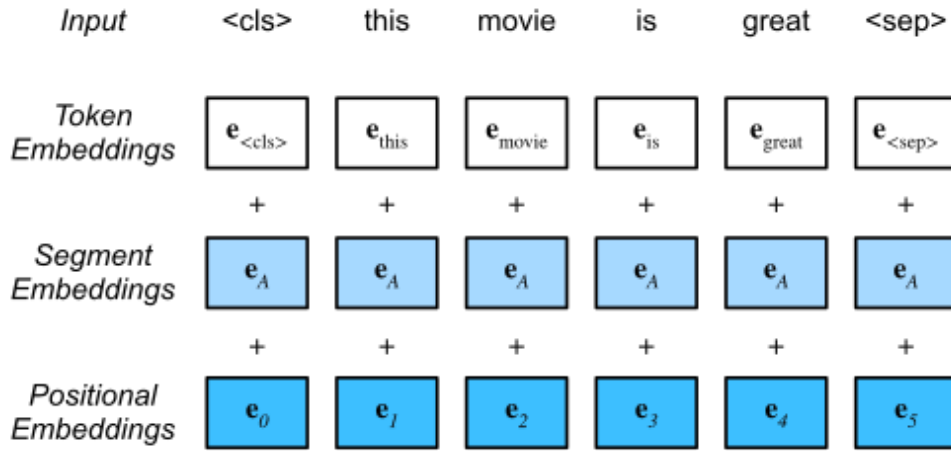 Input <cls> this movie is great <sep>
Token
Embeddings
e<cls> ethis emovie eis egreat e<sep>
+ + + + + +
Segment
Embeddings
eA eA eA eA eA eA
+ + + + + +
Positional
Embeddings
e0 e1 e2 e3 e4 e5